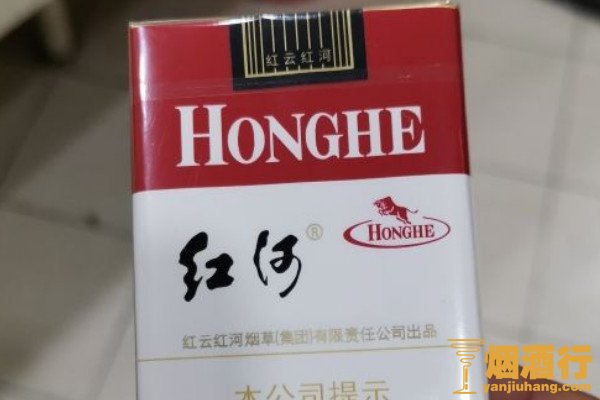 红云红河
HONGHE
红河®
HONGHE
红云红河烟草(集团)有限责任公司出品
本公司提示
烟酒行
yanjiuhang.com